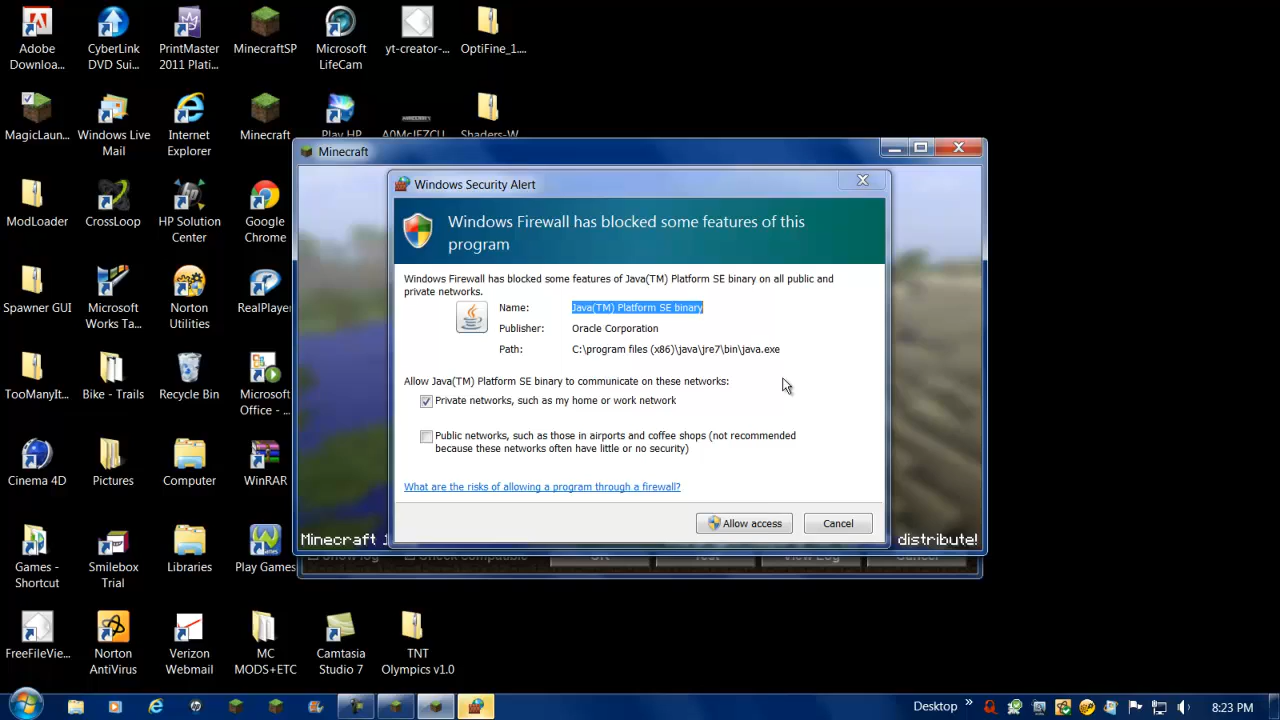 Adobe Downloa...
CyberLink DVD Sui...
PrintMaster 2011 Plati...
MinecraftSP
Microsoft LifeCam
yt-creator-...
OptiFine_1....
MagicLaun...
Windows Live Mail
Internet Explorer
Minecraft
Play HP
Shaders-W
Minecraft
ModLoader
CrossLoop
HP Solution Center
Google Chrome
Windows Security Alert
Windows Firewall has blocked some features of this
program
Windows Firewall has blocked some features of Java(TM) Platform SE binary on all public and
private networks.
Name: Java(TM) Platform SE binary
Publisher: Oracle Corporation
Path: C:\program files (x86)\java\jre7\bin\java.exe
Allow Java(TM) Platform SE binary to communicate on these networks:
Private networks, such as my home or work network
Public networks, such as those in airports and coffee shops (not recommended
because these networks often have little or no security)
What are the risks of allowing a program through a firewall?
Allow access
Cancel
Spawner GUI
Microsoft Works Ta...
Norton Utilities
RealPlayer
TooManyIt...
Bike - Trails
Recycle Bin
Microsoft Office - ...
Cinema 4D
Pictures
Computer
WinRAR
Minecraft
distribute!
Games - Shortcut
Smilebox Trial
Libraries
Play Games
FreeFileVie...
Norton AntiVirus
Verizon Webmail
MC MODS+ETC
Camtasia Studio 7
TNT Olympics v1.0
Desktop
8:23 PM